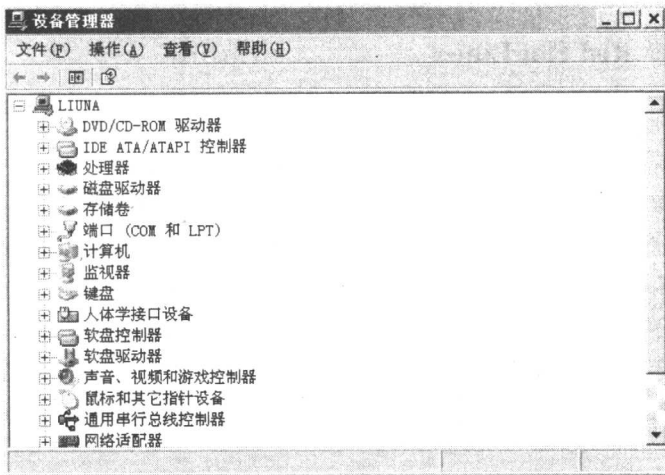 设备管理器
文件(F) 操作(A) 查看(V) 帮助(H)
LIUNA
DVD/CD-ROM 驱动器
IDE ATA/ATAPI 控制器
处理器
磁盘驱动器
存储卷
端口 (COM 和 LPT)
计算机
监视器
键盘
人体学接口设备
软盘控制器
软盘驱动器
声音、视频和游戏控制器
鼠标和其它指针设备
通用串行总线控制器
网络适配器